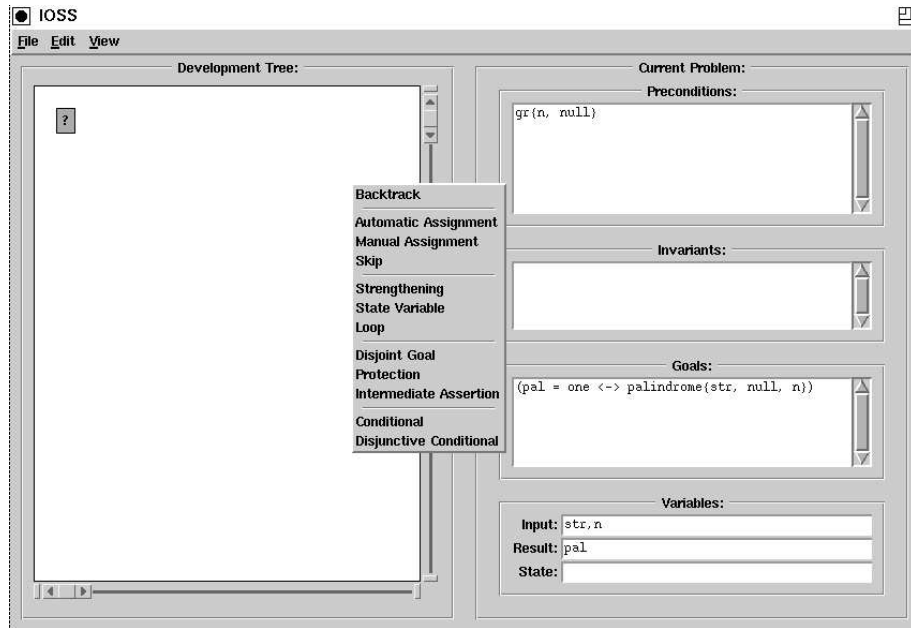 IOSS
File Edit View
Development Tree:
?
Backtrack
Automatic Assignment
Manual Assignment
Skip
Strengthening
State Variable
Loop
Disjoint Goal
Protection
Intermediate Assertion
Conditional
Disjunctive Conditional
Current Problem:
Preconditions:
gr{n, null}
Invariants:
Goals:
(pal = one <-> palindrome{str, null, n})
Variables:
Input: str,n
Result: pal
State: